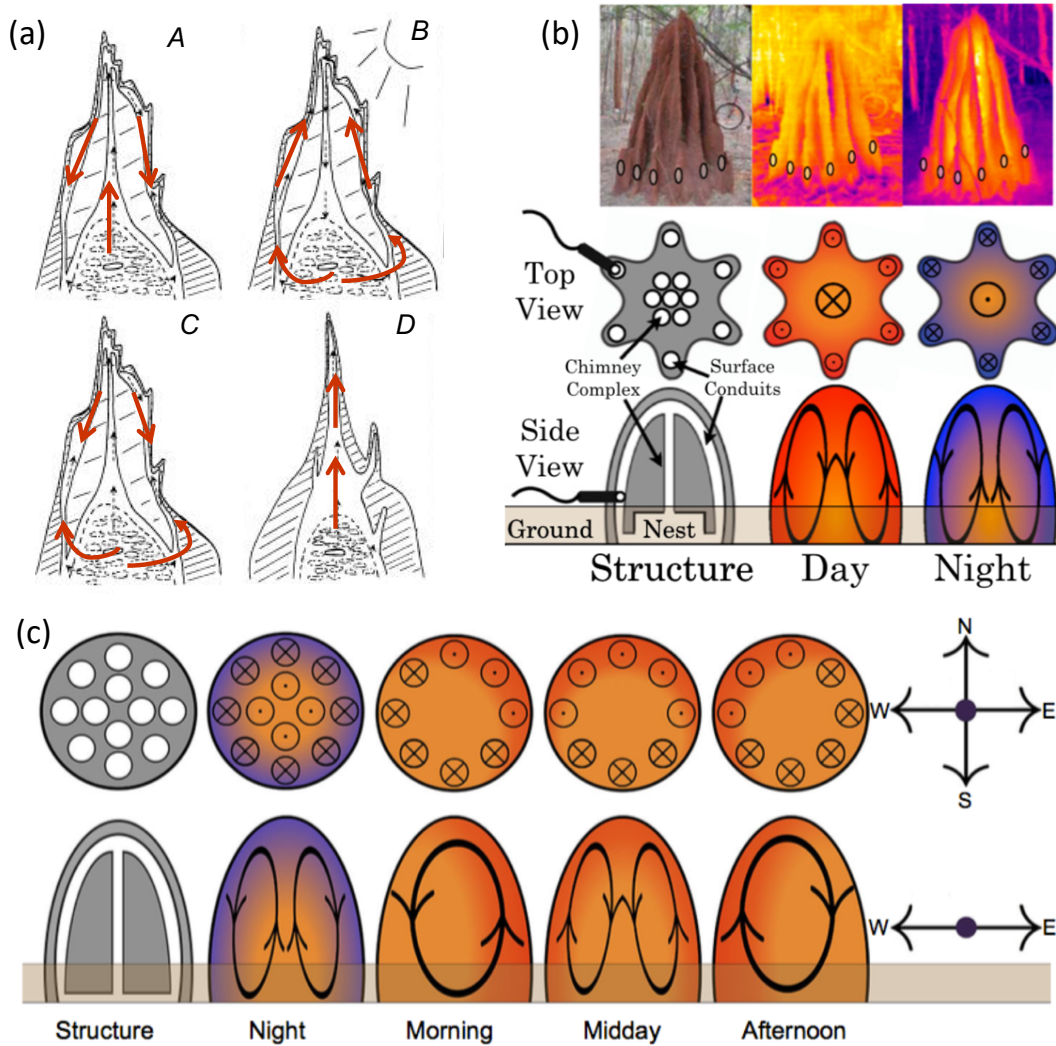 (a)
A
B
C
D
(b)
Top
View
Chimney
Complex
Surface
Conduits
Side
View
Ground
Nest
Structure
Day
Night
(c)
N
W
E
S
W
E
Structure
Night
Morning
Midday
Afternoon